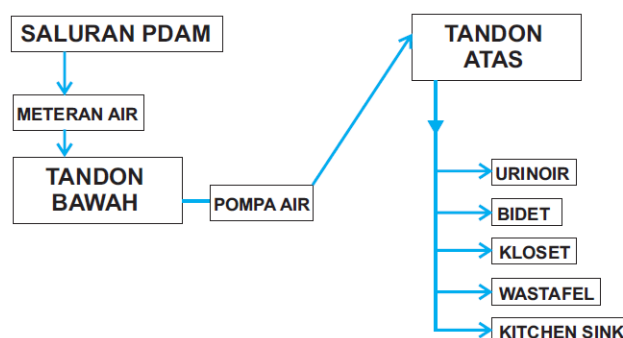 SALURAN PDAM
METERAN AIR
TANDON
BAWAH
POMPA AIR
TANDON
ATAS
URINOIR
BIDET
KLOSET
WASTAFEL
KITCHEN SINK